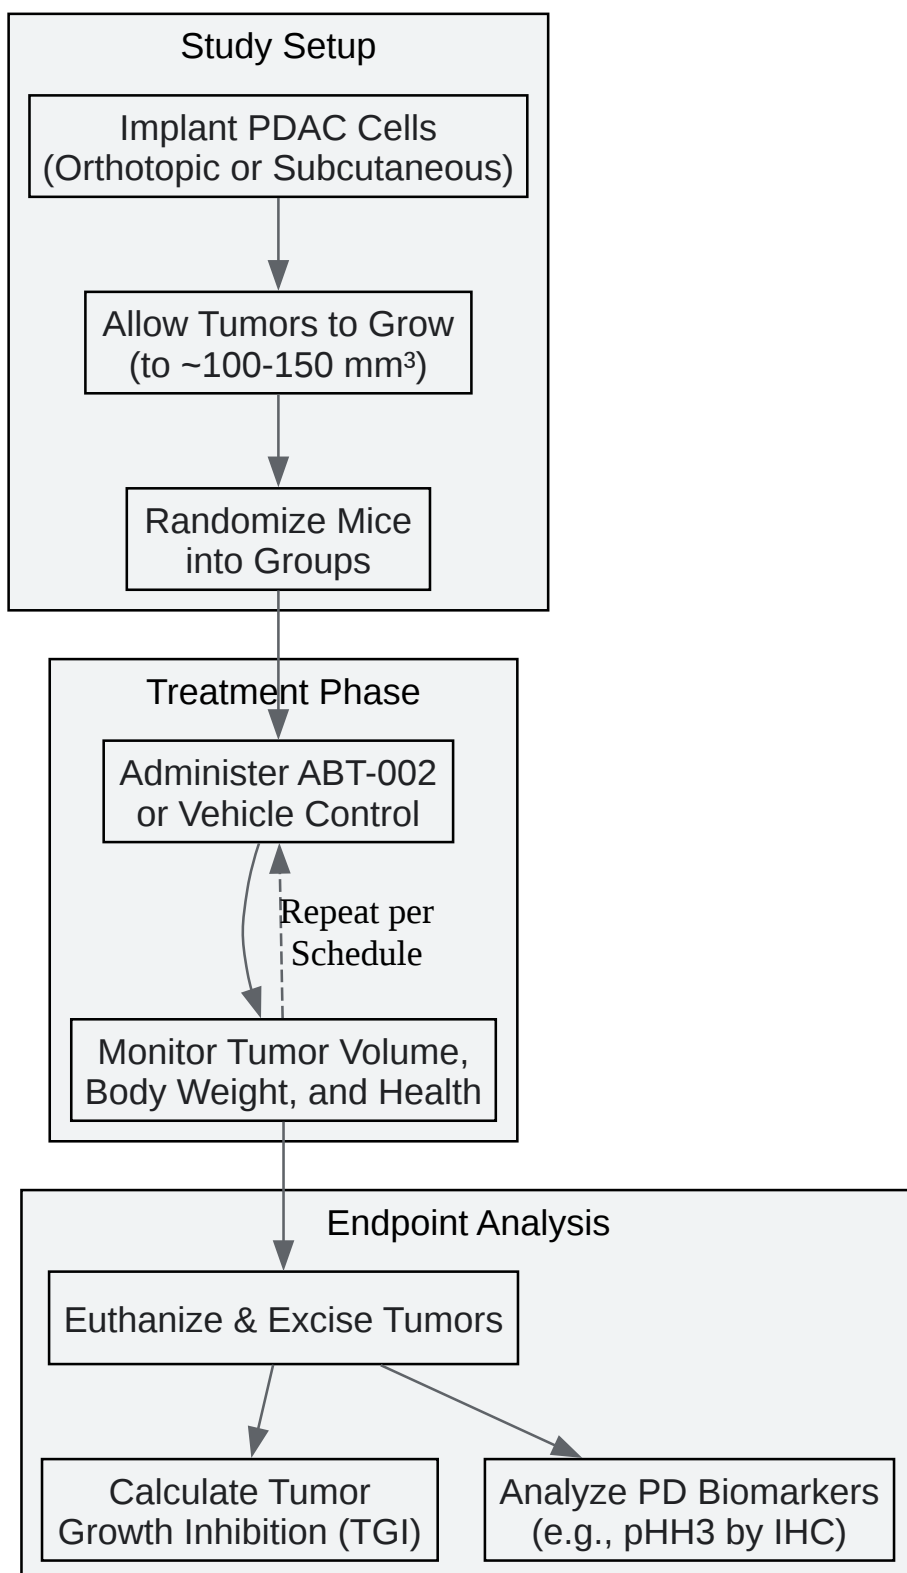 Study Setup
Implant PDAC Cells
(Orthotopic or Subcutaneous)
Allow Tumors to Grow
(to ~100-150 mm³)
Randomize Mice
into Groups
Treatment Phase
Administer ABT-002
or Vehicle Control
Repeat per
Schedule
Monitor Tumor Volume,
Body Weight, and Health
Endpoint Analysis
Euthanize & Excise Tumors
Calculate Tumor
Growth Inhibition (TGI)
Analyze PD Biomarkers
(e.g., pHH3 by IHC)